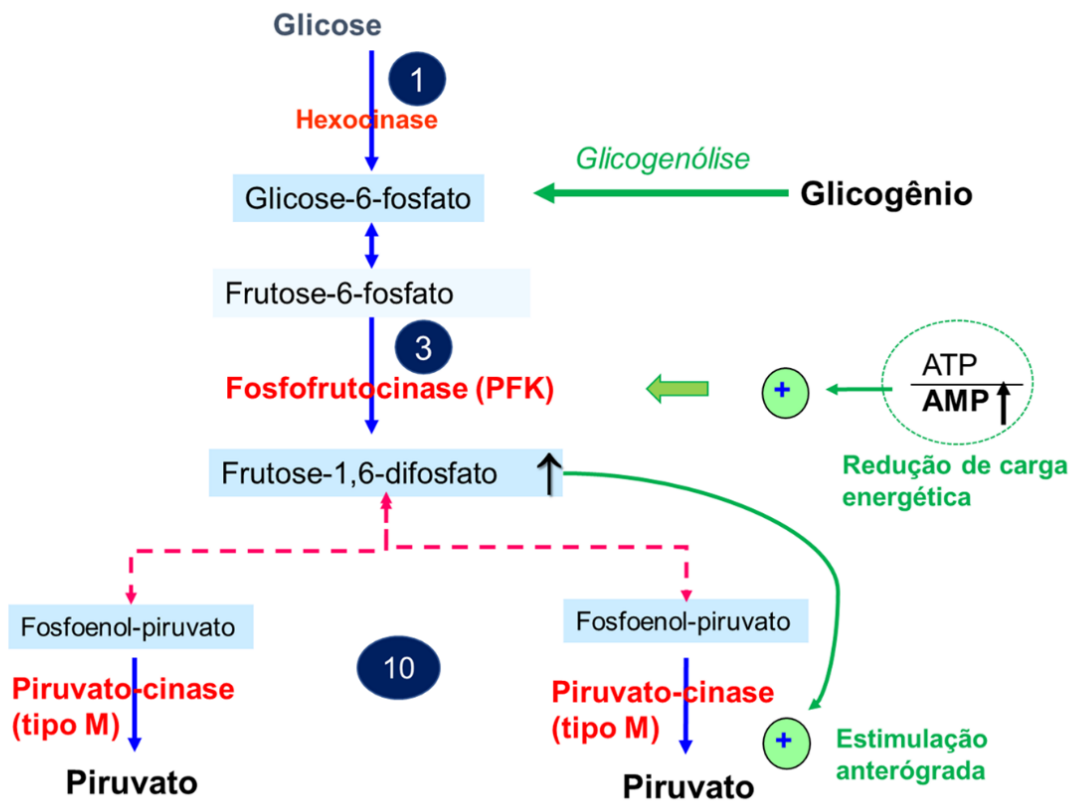 Glicose
1
Hexocinase
Glicogenólise
Glicose-6-fosfato
Glicogênio
Frutose-6-fosfato
3
ATP
Fosfofrutocinase (PFK)
+
AMP
Frutose-1,6-difosfato
Redução de carga
energética
Fosfoenol-piruvato
Fosfoenol-piruvato
10
Piruvato-cinase
(tipo M)
Piruvato-cinase
(tipo M)
+
Estimulação
anterógrada
Piruvato
Piruvato